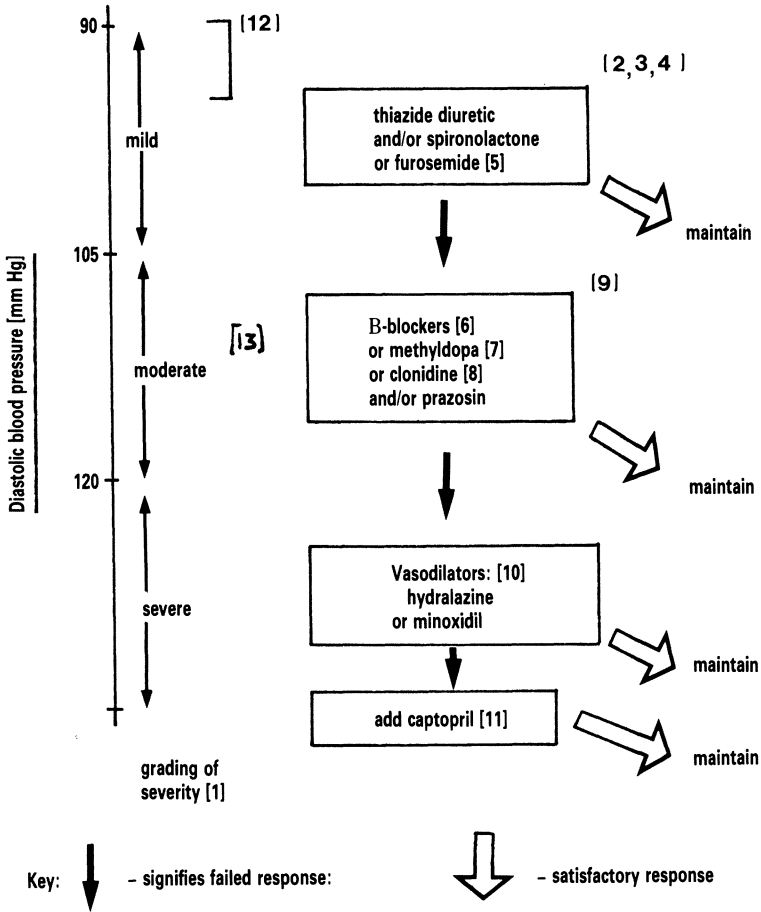 90
[12]
[2,3,4]
thiazide diuretic
and/or spironolactone
or furosemide [5]
mild
maintain
105
Diastolic blood pressure [mm Hg]
[9]
B-blockers [6]
or methyldopa [7]
or clonidine [8]
and/or prazosin
[13]
moderate
120
maintain
Vasodilators: [10]
hydralazine
or minoxidil
severe
maintain
add captopril [11]
maintain
grading of
severity [1]
Key:
– signifies failed response:
– satisfactory response